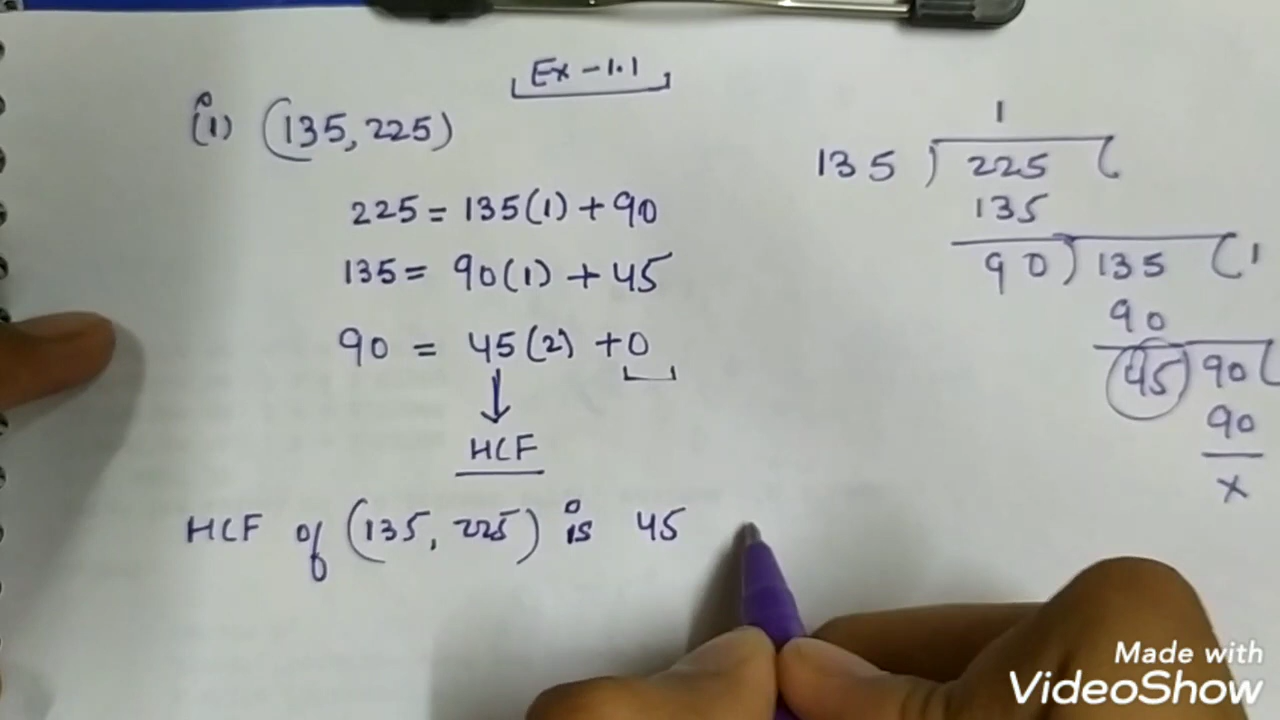 Ex-1.1
(i) (135, 225)
225 = 135(1) + 90
135 = 90(1) + 45
90 = 45(2) + 0
HCF
HCF of (135, 225) is 45
1
135 ) 225 (
135
90 ) 135 ( 1
90
45 ) 90 (
90
x
Made with
VideoShow